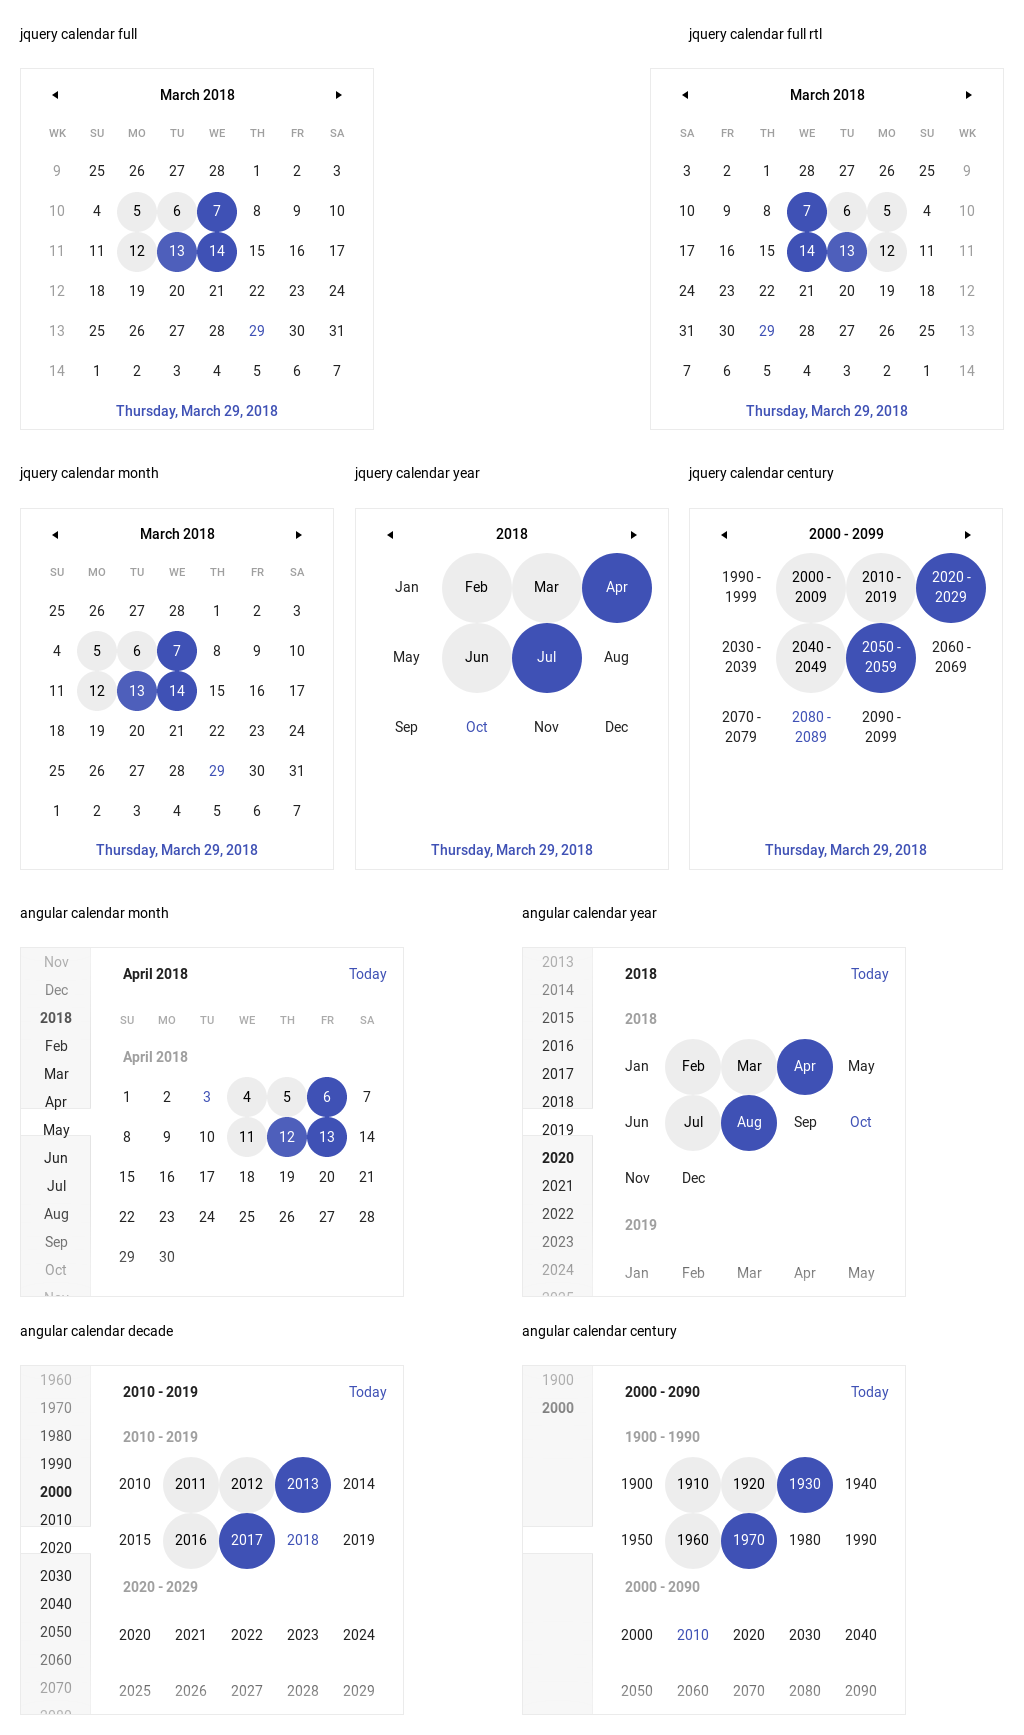 jquery calendar full
March 2018
WK SU MO TU WE TH FR SA
9 25 26 27 28 1 2 3
10 4 5 6 7 8 9 10
11 11 12 13 14 15 16 17
12 18 19 20 21 22 23 24
13 25 26 27 28 29 30 31
14 1 2 3 4 5 6 7
Thursday, March 29, 2018
jquery calendar full rtl
March 2018
SA FR TH WE TU MO SU WK
3 2 1 28 27 26 25 9
10 9 8 7 6 5 4 10
17 16 15 14 13 12 11 11
24 23 22 21 20 19 18 12
31 30 29 28 27 26 25 13
7 6 5 4 3 2 1 14
Thursday, March 29, 2018
jquery calendar month
March 2018
SU MO TU WE TH FR SA
25 26 27 28 1 2 3
4 5 6 7 8 9 10
11 12 13 14 15 16 17
18 19 20 21 22 23 24
25 26 27 28 29 30 31
1 2 3 4 5 6 7
Thursday, March 29, 2018
jquery calendar year
2018
Jan Feb Mar Apr
May Jun Jul Aug
Sep Oct Nov Dec
Thursday, March 29, 2018
jquery calendar century
2000 - 2099
1990 - 2000 - 2010 - 2020 -
1999 2009 2019 2029
2030 - 2040 - 2050 - 2060 -
2039 2049 2059 2069
2070 - 2080 - 2090 -
2079 2089 2099
Thursday, March 29, 2018
angular calendar month
Nov
Dec
2018
Feb
Mar
Apr
May
Jun
Jul
Aug
Sep
Oct
Nov
April 2018 Today
SU MO TU WE TH FR SA
April 2018
1 2 3 4 5 6 7
8 9 10 11 12 13 14
15 16 17 18 19 20 21
22 23 24 25 26 27 28
29 30
angular calendar year
2013
2014
2015
2016
2017
2018
2019
2020
2021
2022
2023
2024
2025
2018 Today
2018
Jan Feb Mar Apr May
Jun Jul Aug Sep Oct
Nov Dec
2019
Jan Feb Mar Apr May
angular calendar decade
1960
1970
1980
1990
2000
2010
2020
2030
2040
2050
2060
2070
2080
2010 - 2019 Today
2010 - 2019
2010 2011 2012 2013 2014
2015 2016 2017 2018 2019
2020 - 2029
2020 2021 2022 2023 2024
2025 2026 2027 2028 2029
angular calendar century
1900
2000
2000 - 2090 Today
1900 - 1990
1900 1910 1920 1930 1940
1950 1960 1970 1980 1990
2000 - 2090
2000 2010 2020 2030 2040
2050 2060 2070 2080 2090